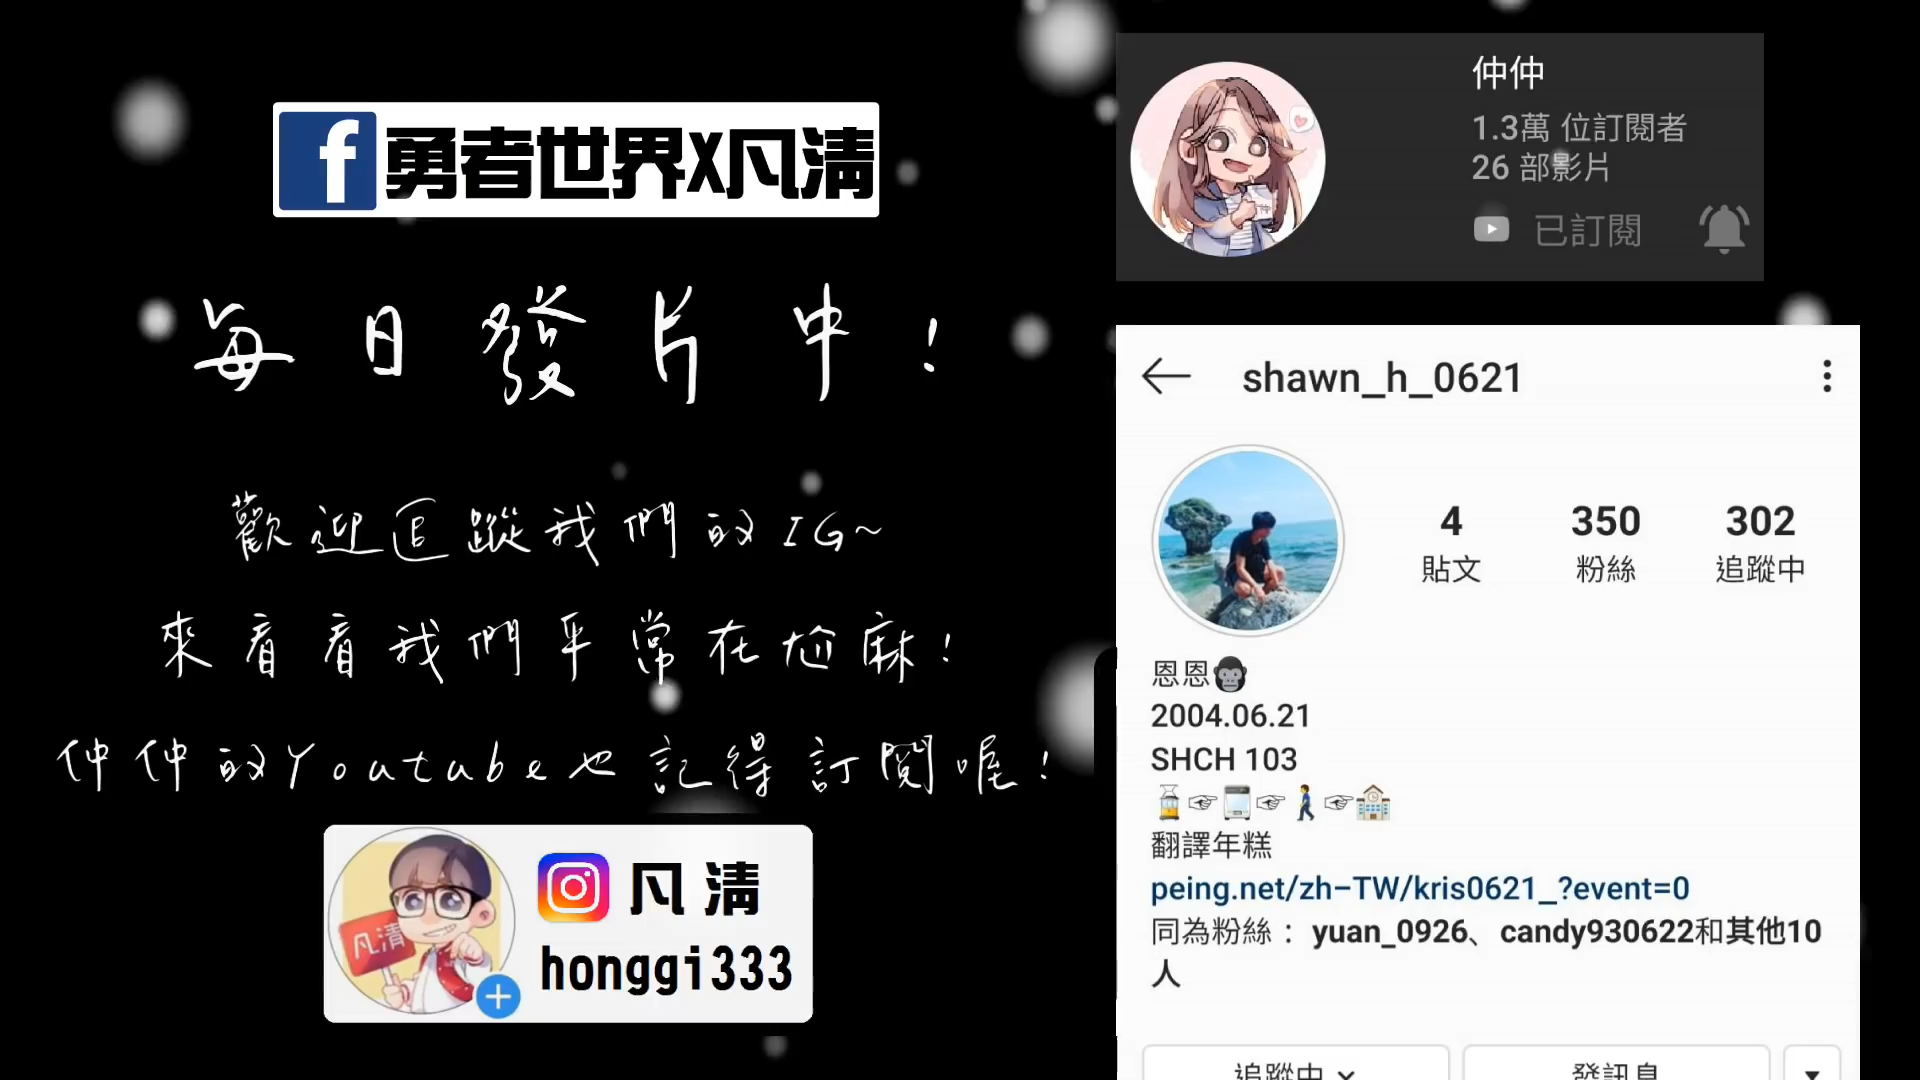 勇者世界X凡清
每日發片中!
歡迎追蹤我們的IG~
來看看我們平常在尬麻!
仲仲的Youtube也記得訂閱喔!
凡清
凡清
honggi333
仲仲
1.3萬 位訂閱者
26 部影片
已訂閱
shawn_h_0621
4
貼文
350
粉絲
302
追蹤中
恩恩🦍
2004.06.21
SHCH 103
🚊👉🚍👉🚶👉🏫
翻譯年糕
peing.net/zh-TW/kris0621_?event=0
同為粉絲：yuan_0926、candy930622和其他10
人
追蹤中
發訊息